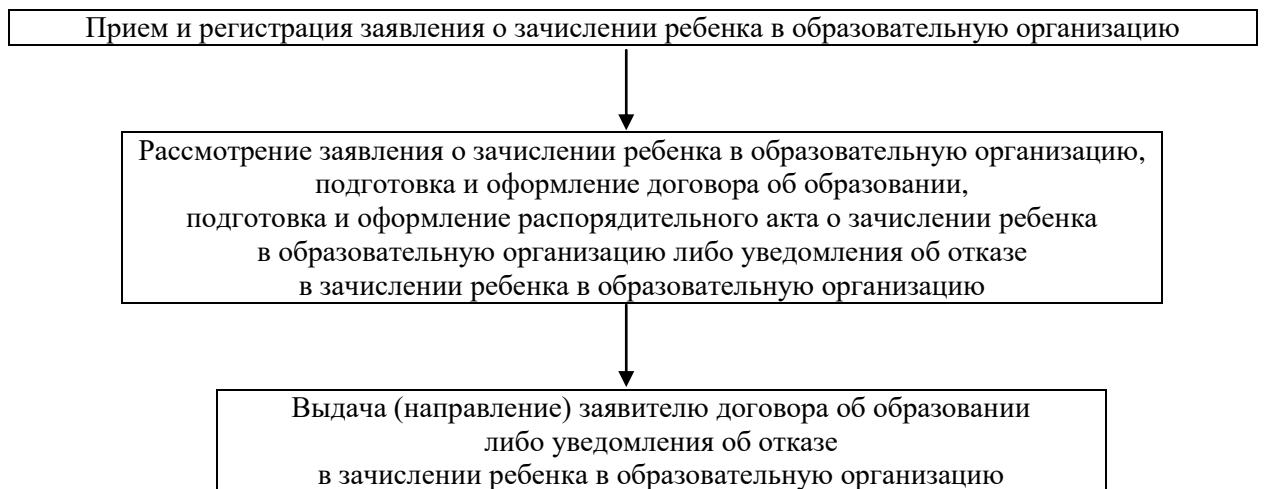 Прием и регистрация заявления о зачислении ребенка в образовательную организацию
Рассмотрение заявления о зачислении ребенка в образовательную организацию,
подготовка и оформление договора об образовании,
подготовка и оформление распорядительного акта о зачислении ребенка
в образовательную организацию либо уведомления об отказе
в зачислении ребенка в образовательную организацию
Выдача (направление) заявителю договора об образовании
либо уведомления об отказе
в зачислении ребенка в образовательную организацию